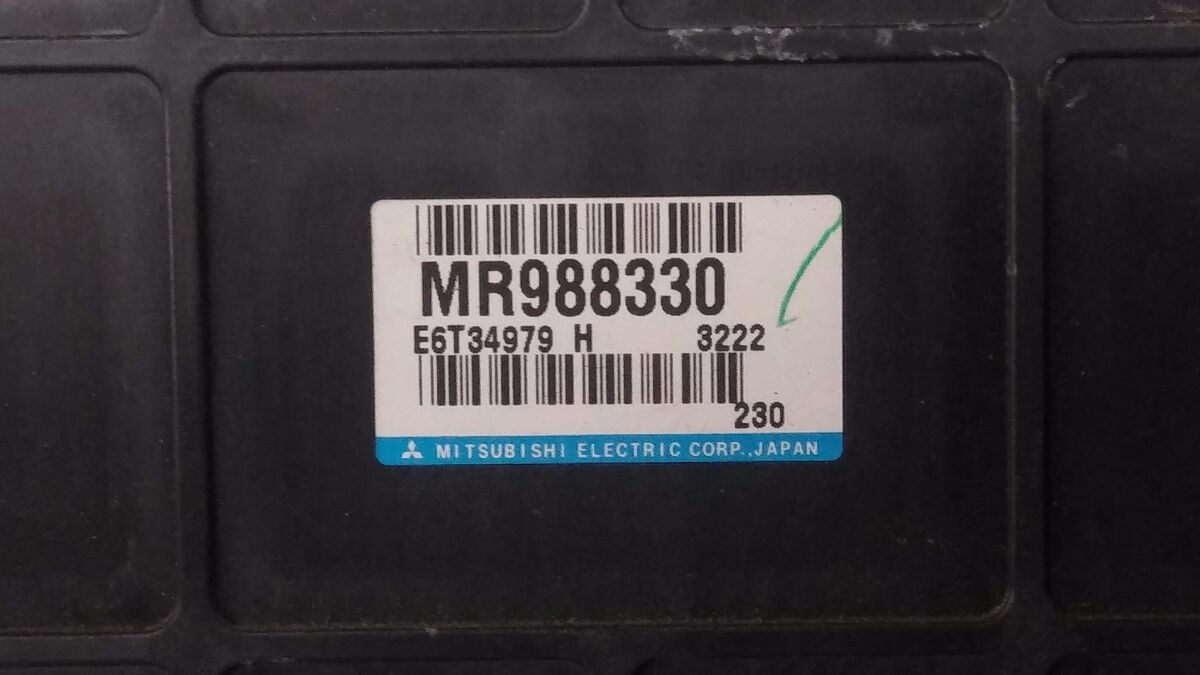 MR988330
E6T34979 H 3222
230
MITSUBISHI ELECTRIC CORP.,JAPAN